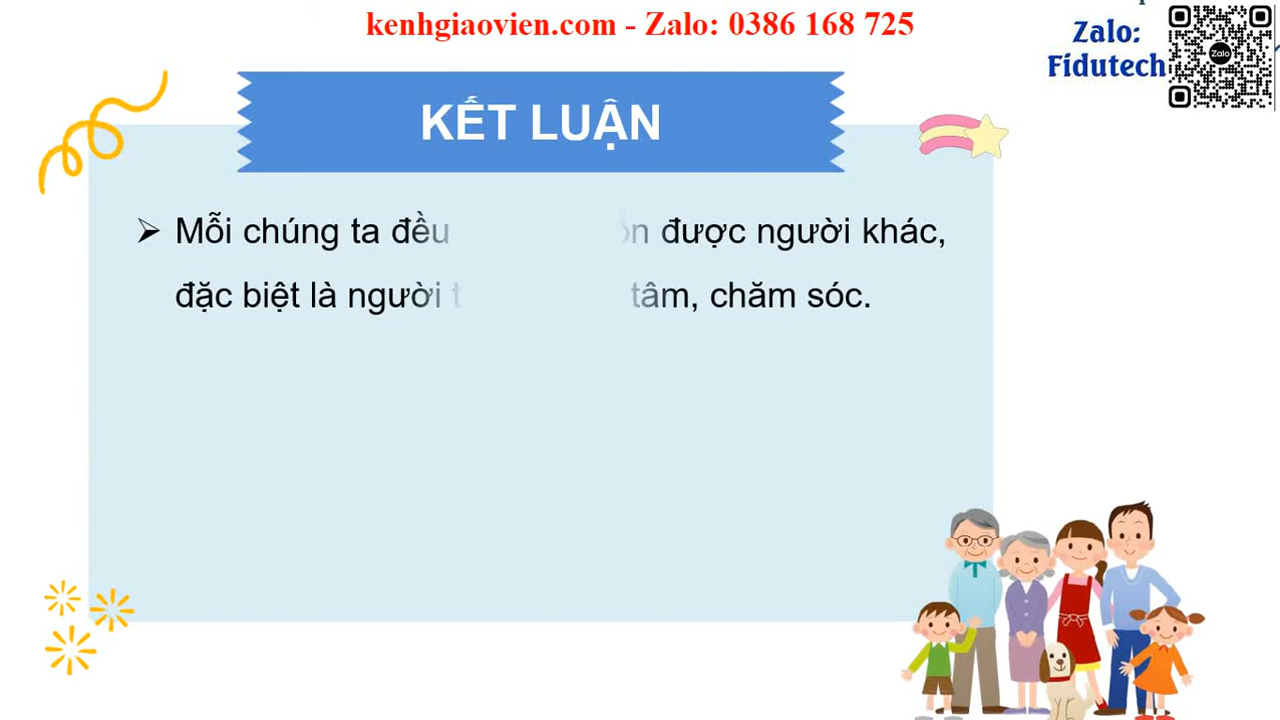 kenhgiaovien.com - Zalo: 0386 168 725
Zalo:
Fidutech
Zalo
KẾT LUẬN
Mỗi chúng ta đều được người khác,
đặc biệt là người tâm, chăm sóc.